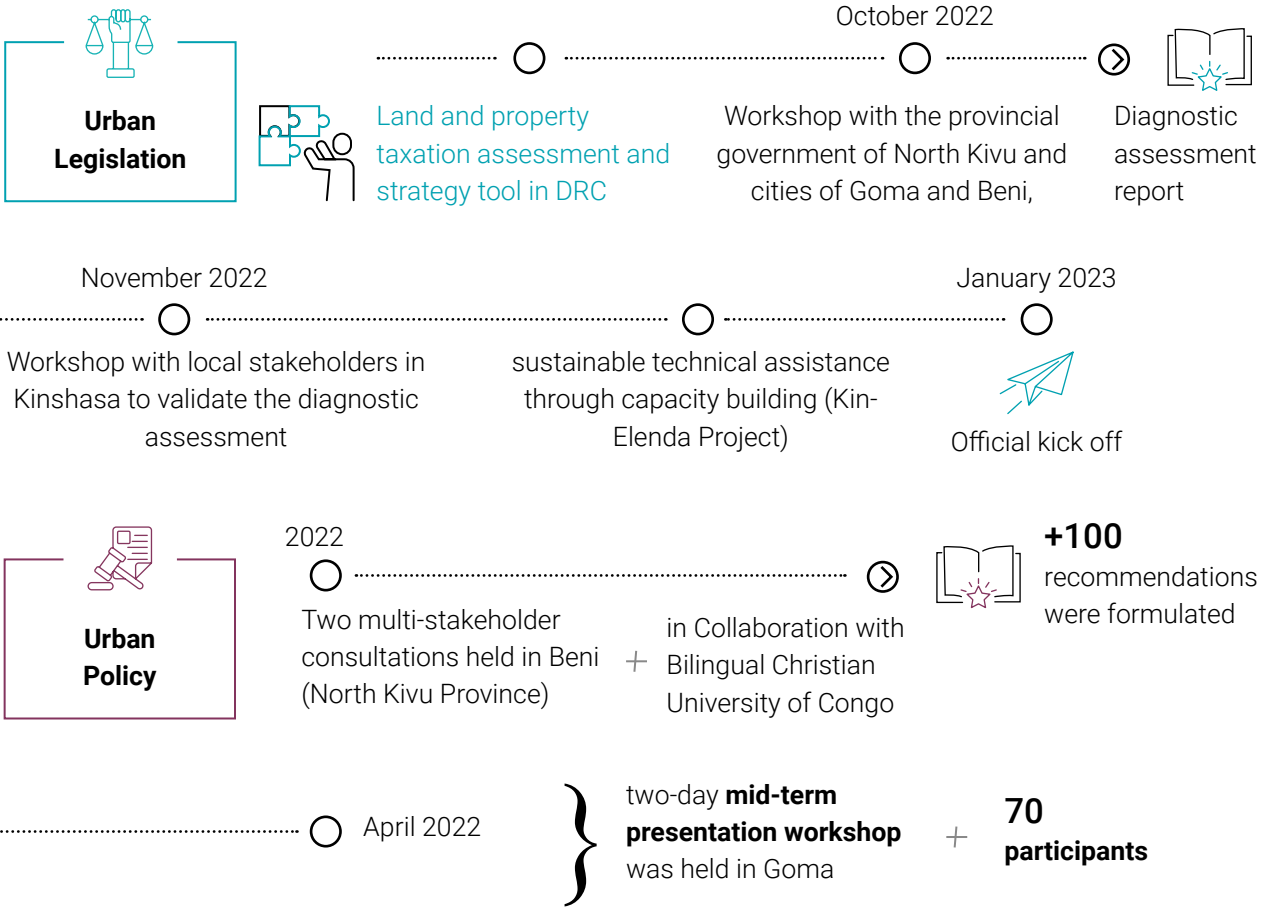 Urban
Legislation
Land and property
taxation assessment and
strategy tool in DRC
October 2022
Workshop with the provincial
government of North Kivu and
cities of Goma and Beni,
Diagnostic
assessment
report
November 2022
Workshop with local stakeholders in
Kinshasa to validate the diagnostic
assessment
sustainable technical assistance
through capacity building (Kin-
Elenda Project)
January 2023
Official kick off
Urban
Policy
2022
Two multi-stakeholder
consultations held in Beni
(North Kivu Province)
+
in Collaboration with
Bilingual Christian
University of Congo
+100
recommendations
were formulated
April 2022
}
two-day mid-term
presentation workshop
was held in Goma
+
70
participants